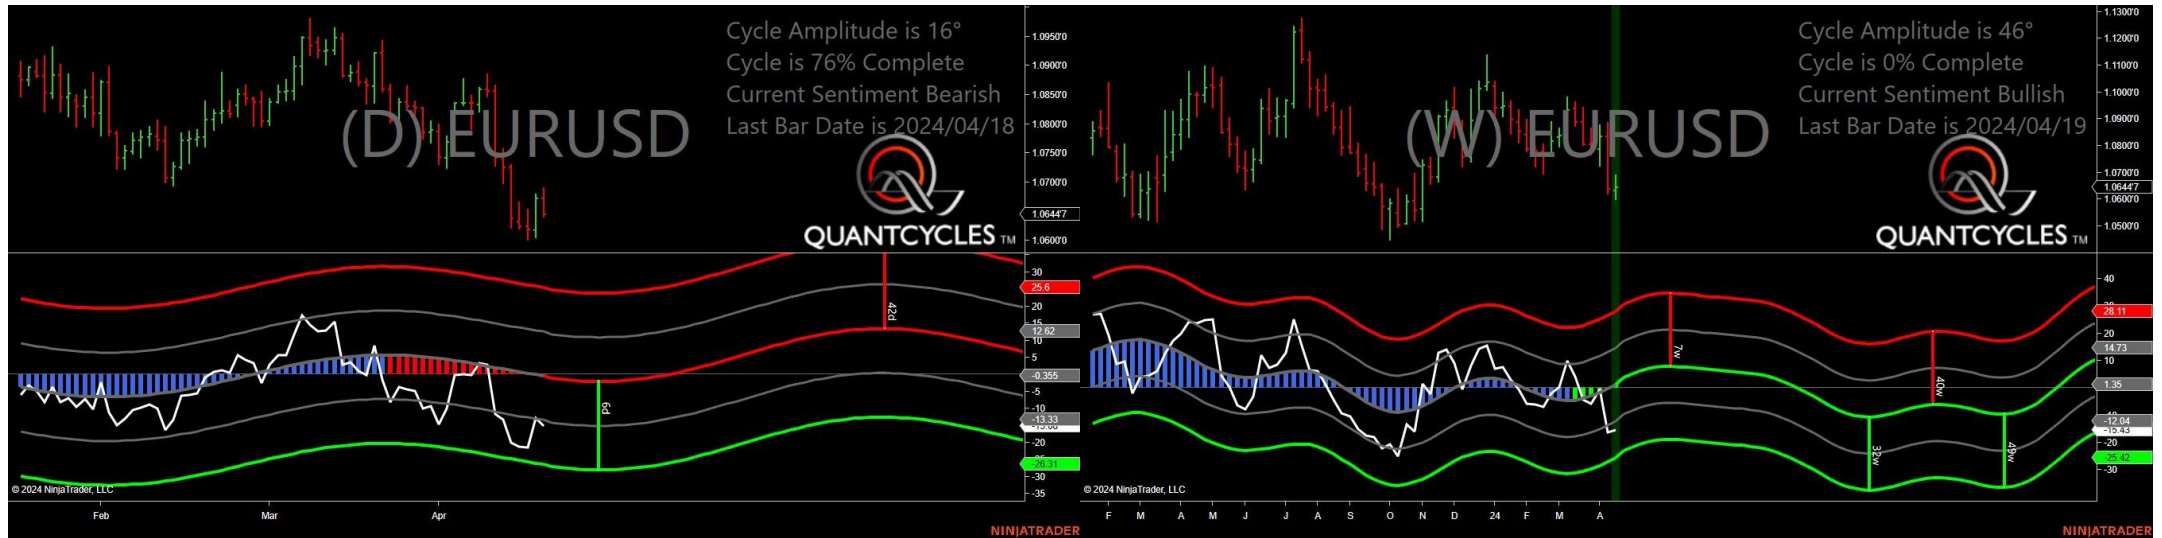 Cycle Amplitude is 16°
Cycle is 76% Complete
Current Sentiment Bearish
Last Bar Date is 2024/04/18
(D) EURUSD
QUANTCYCLES TM
1.0950'0
1.0900'0
1.0850'0
1.0800'0
1.0750'0
1.0700'0
1.0644'7
1.0600'0
30
25.6
20
15
12.62
10
5
-0.355
-5
-10
-13.33
-20
-26.31
-30
-35
42d
6d
© 2024 NinjaTrader, LLC
Feb
Mar
Apr
NINJATRADER
Cycle Amplitude is 46°
Cycle is 0% Complete
Current Sentiment Bullish
Last Bar Date is 2024/04/19
(W) EURUSD
QUANTCYCLES TM
1.1300'0
1.1200'0
1.1100'0
1.1000'0
1.0900'0
1.0800'0
1.0700'0
1.0644'7
1.0600'0
1.0500'0
40
28.11
20
14.73
10
1.35
-12.04
-15.43
-20
-25.42
-30
7w
40w
32w
49w
© 2024 NinjaTrader, LLC
F M A M J J A S O N D 24 F M A
NINJATRADER